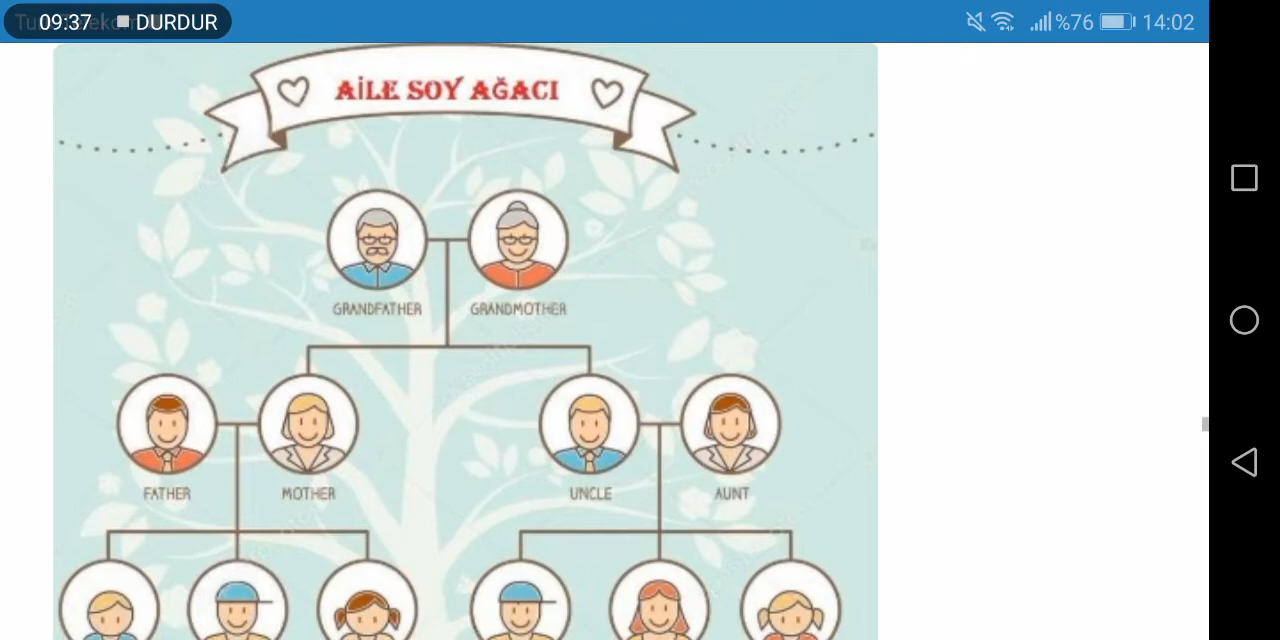 09:37 DURDUR
%76 14:02
AİLE SOY AĞACI
GRANDFATHER GRANDMOTHER
FATHER MOTHER UNCLE AUNT